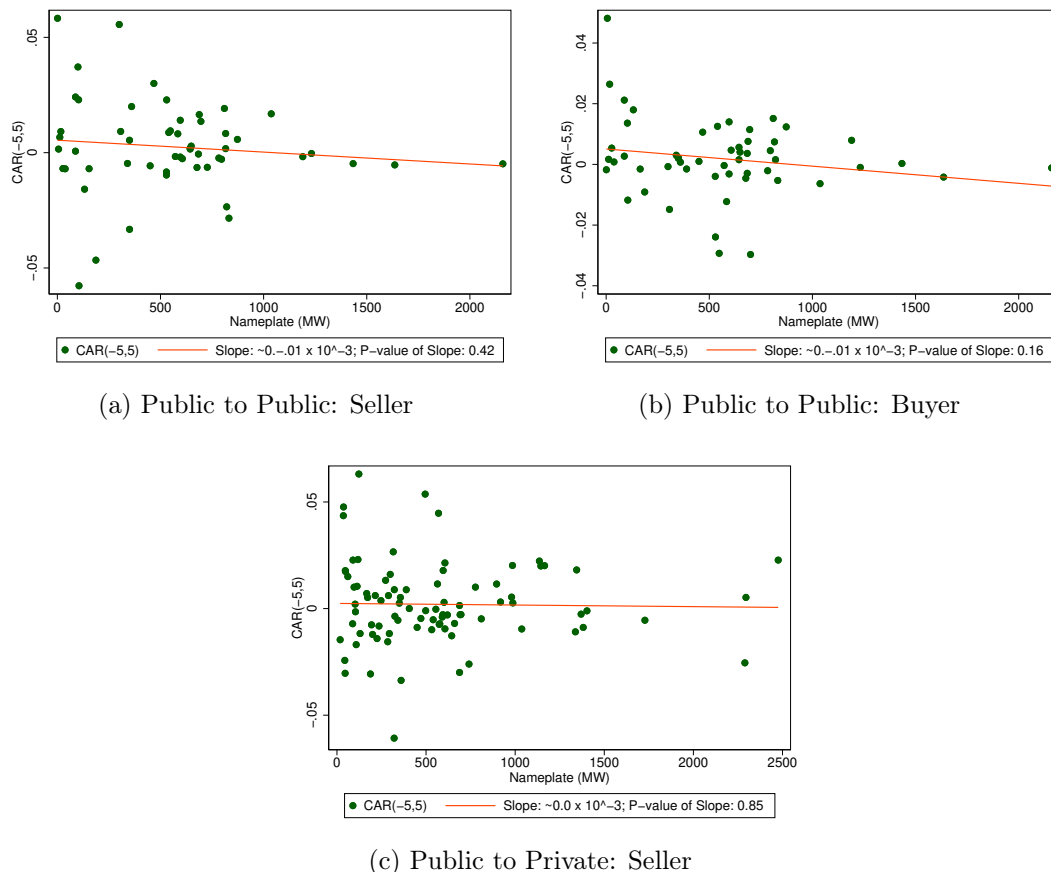 .05
0
-.05
CAR(-5,5)
0 500 1000 1500 2000
Nameplate (MW)
CAR(-5,5) Slope: ~0.-.01 x 10^-3; P-value of Slope: 0.42
(a) Public to Public: Seller
.04
.02
0
-.02
-.04
CAR(-5,5)
0 500 1000 1500 2000
Nameplate (MW)
CAR(-5,5) Slope: ~0.-.01 x 10^-3; P-value of Slope: 0.16
(b) Public to Public: Buyer
.05
0
-.05
CAR(-5,5)
0 500 1000 1500 2000 2500
Nameplate (MW)
CAR(-5,5) Slope: ~0.0 x 10^-3; P-value of Slope: 0.85
(c) Public to Private: Seller